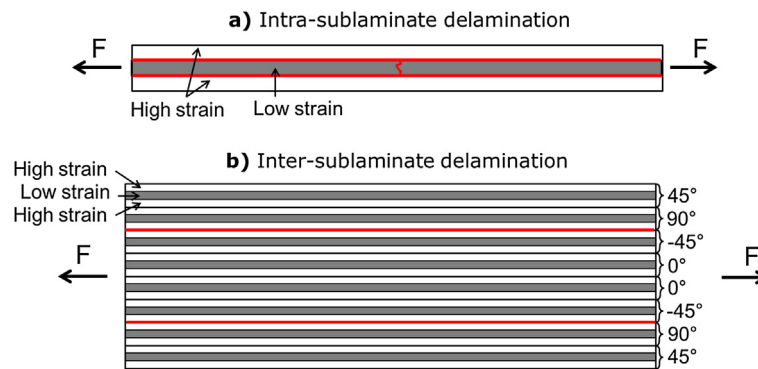 a) Intra-sublaminate delamination
F F
High strain Low strain
b) Inter-sublaminate delamination
High strain
Low strain
High strain
45°
90°
-45°
F 0° F
0°
-45°
90°
45°